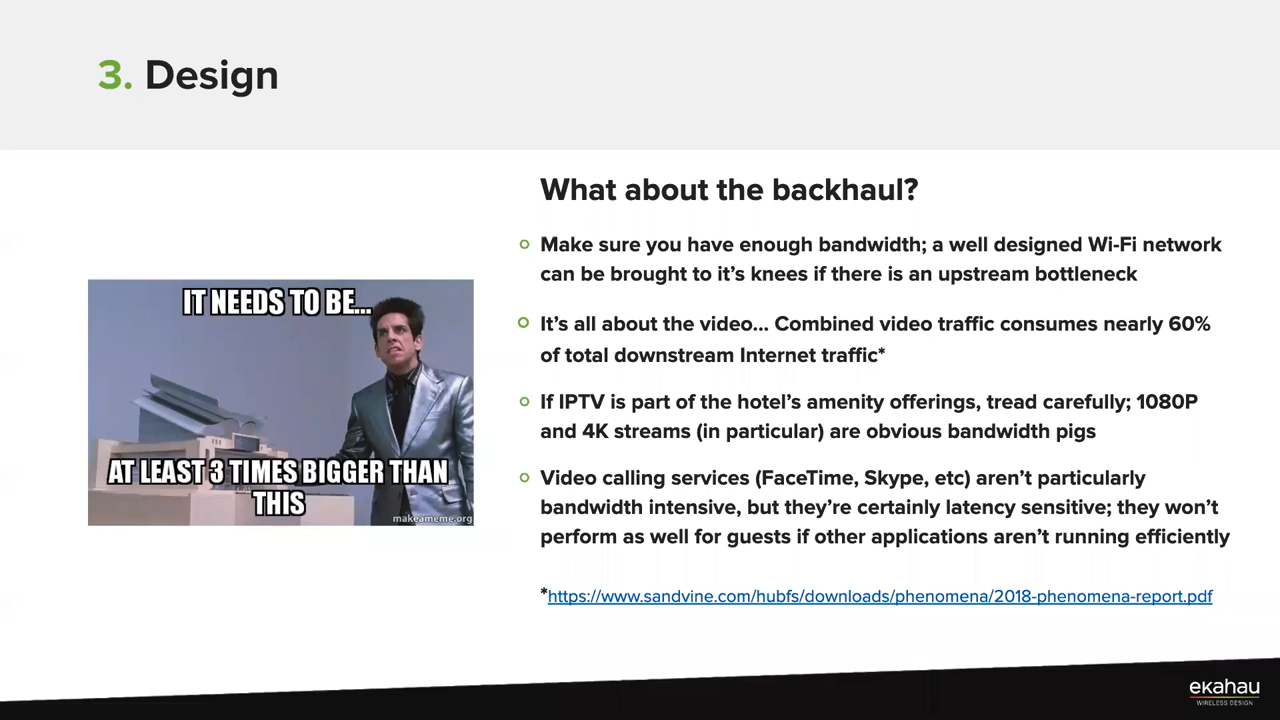 3. Design
What about the backhaul?
Make sure you have enough bandwidth; a well designed Wi-Fi network
can be brought to it’s knees if there is an upstream bottleneck
It’s all about the video... Combined video traffic consumes nearly 60%
of total downstream Internet traffic*
If IPTV is part of the hotel’s amenity offerings, tread carefully; 1080P
and 4K streams (in particular) are obvious bandwidth pigs
Video calling services (FaceTime, Skype, etc) aren’t particularly
bandwidth intensive, but they’re certainly latency sensitive; they won’t
perform as well for guests if other applications aren’t running efficiently
*https://www.sandvine.com/hubfs/downloads/phenomena/2018-phenomena-report.pdf
IT NEEDS TO BE...
AT LEAST 3 TIMES BIGGER THAN
THIS
makeameme.org
ekahau
WIRELESS DESIGN